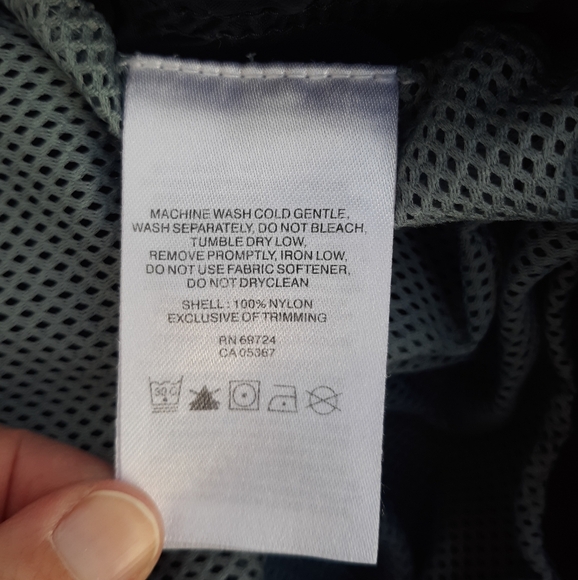 MACHINE WASH COLD GENTLE,
WASH SEPARATELY, DO NOT BLEACH,
TUMBLE DRY LOW,
REMOVE PROMPTLY, IRON LOW,
DO NOT USE FABRIC SOFTENER,
DO NOT DRYCLEAN
SHELL : 100% NYLON
EXCLUSIVE OF TRIMMING
RN 69724
CA 05367
30 C